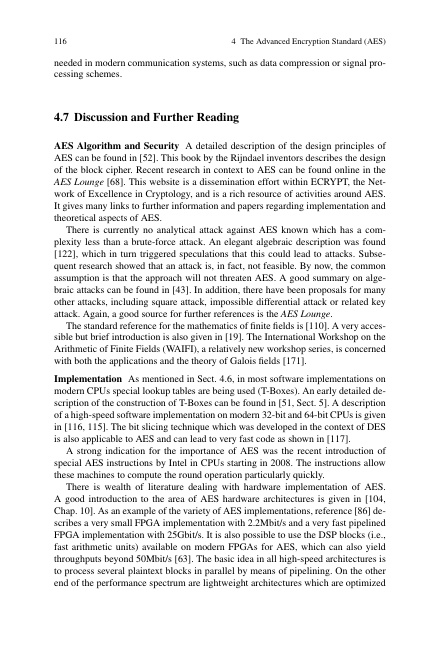 116 4 The Advanced Encryption Standard (AES)
needed in modern communication systems, such as data compression or signal pro-
cessing schemes.
4.7 Discussion and Further Reading
AES Algorithm and Security A detailed description of the design principles of
AES can be found in [52]. This book by the Rijndael inventors describes the design
of the block cipher. Recent research in context to AES can be found online in the
AES Lounge [68]. This website is a dissemination effort within ECRYPT, the Net-
work of Excellence in Cryptology, and is a rich resource of activities around AES.
It gives many links to further information and papers regarding implementation and
theoretical aspects of AES.
There is currently no analytical attack against AES known which has a com-
plexity less than a brute-force attack. An elegant algebraic description was found
[122], which in turn triggered speculations that this could lead to attacks. Subse-
quent research showed that an attack is, in fact, not feasible. By now, the common
assumption is that the approach will not threaten AES. A good summary on alge-
braic attacks can be found in [43]. In addition, there have been proposals for many
other attacks, including square attack, impossible differential attack or related key
attack. Again, a good source for further references is the AES Lounge.
The standard reference for the mathematics of finite fields is [110]. A very acces-
sible but brief introduction is also given in [19]. The International Workshop on the
Arithmetic of Finite Fields (WAIFI), a relatively new workshop series, is concerned
with both the applications and the theory of Galois fields [171].
Implementation As mentioned in Sect. 4.6, in most software implementations on
modern CPUs special lookup tables are being used (T-Boxes). An early detailed de-
scription of the construction of T-Boxes can be found in [51, Sect. 5]. A description
of a high-speed software implementation on modern 32-bit and 64-bit CPUs is given
in [116, 115]. The bit slicing technique which was developed in the context of DES
is also applicable to AES and can lead to very fast code as shown in [117].
A strong indication for the importance of AES was the recent introduction of
special AES instructions by Intel in CPUs starting in 2008. The instructions allow
these machines to compute the round operation particularly quickly.
There is wealth of literature dealing with hardware implementation of AES.
A good introduction to the area of AES hardware architectures is given in [104,
Chap. 10]. As an example of the variety of AES implementations, reference [86] de-
scribes a very small FPGA implementation with 2.2Mbit/s and a very fast pipelined
FPGA implementation with 25Gbit/s. It is also possible to use the DSP blocks (i.e.,
fast arithmetic units) available on modern FPGAs for AES, which can also yield
throughputs beyond 50Mbit/s [63]. The basic idea in all high-speed architectures is
to process several plaintext blocks in parallel by means of pipelining. On the other
end of the performance spectrum are lightweight architectures which are optimized